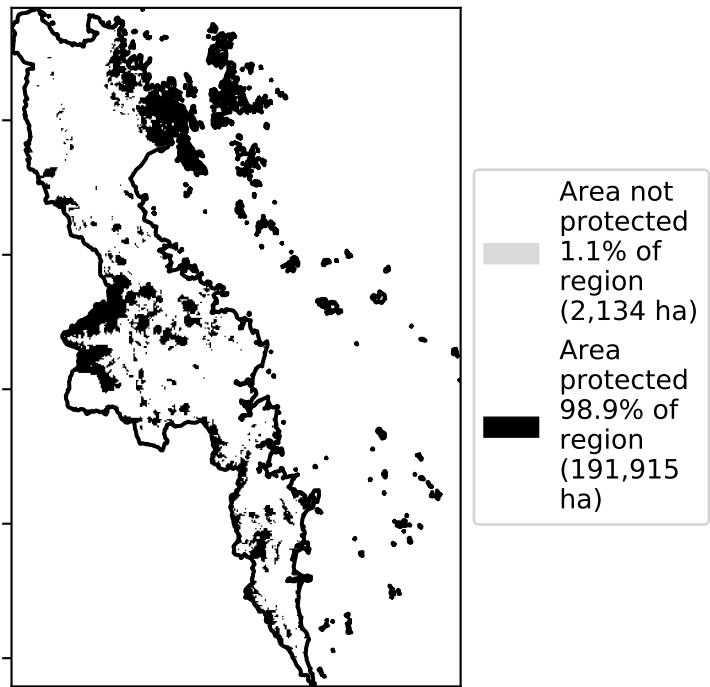 Area not
protected
1.1% of
region
(2,134 ha)
Area
protected
98.9% of
region
(191,915
ha)